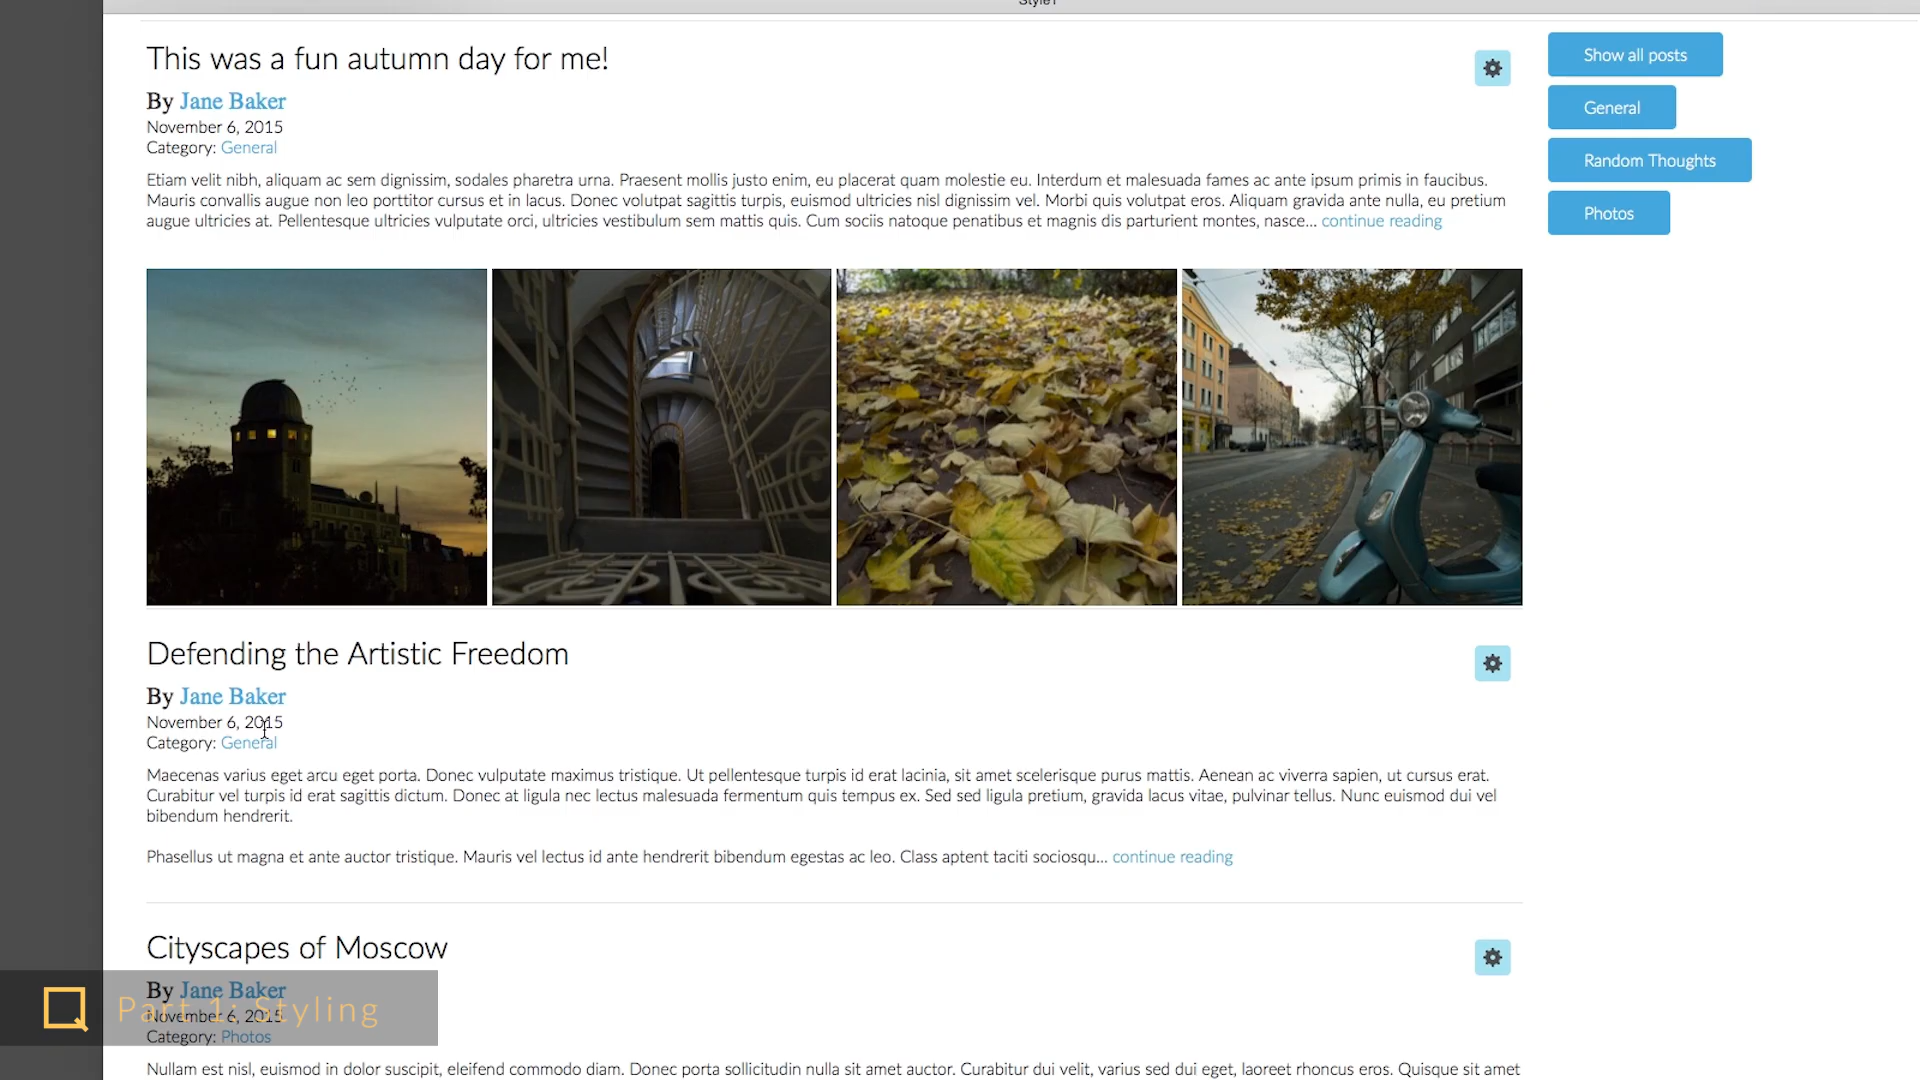 Style1
This was a fun autumn day for me!
By Jane Baker
November 6, 2015
Category: General
Etiam velit nibh, aliquam ac sem dignissim, sodales pharetra urna. Praesent mollis justo enim, eu placerat quam molestie eu. Interdum et malesuada fames ac ante ipsum primis in faucibus.
Mauris convallis augue non leo porttitor cursus et in lacus. Donec volutpat sagittis turpis, euismod ultricies nisl dignissim vel. Morbi quis volutpat eros. Aliquam gravida ante nulla, eu pretium
augue ultricies at. Pellentesque ultricies vulputate orci, ultricies vestibulum sem mattis quis. Cum sociis natoque penatibus et magnis dis parturient montes, nasce... continue reading
Show all posts
General
Random Thoughts
Photos
Defending the Artistic Freedom
By Jane Baker
November 6, 2015
Category: General
Maecenas varius eget arcu eget porta. Donec vulputate maximus tristique. Ut pellentesque turpis id erat lacinia, sit amet scelerisque purus mattis. Aenean ac viverra sapien, ut cursus erat.
Curabitur vel turpis id erat sagittis dictum. Donec at ligula nec lectus malesuada fermentum quis tempus ex. Sed sed ligula pretium, gravida lacus vitae, pulvinar tellus. Nunc euismod dui vel
bibendum hendrerit.
Phasellus ut magna et ante auctor tristique. Mauris vel lectus id ante hendrerit bibendum egestas ac leo. Class aptent taciti sociosqu... continue reading
Cityscapes of Moscow
By Jane Baker
November 6, 2015
Category: Photos
Part 1: Styling
Nullam est nisl, euismod in dolor suscipit, eleifend commodo diam. Donec porta sollicitudin nulla sit amet auctor. Curabitur dui velit, varius sed dui eget, laoreet rhoncus eros. Quisque sit amet